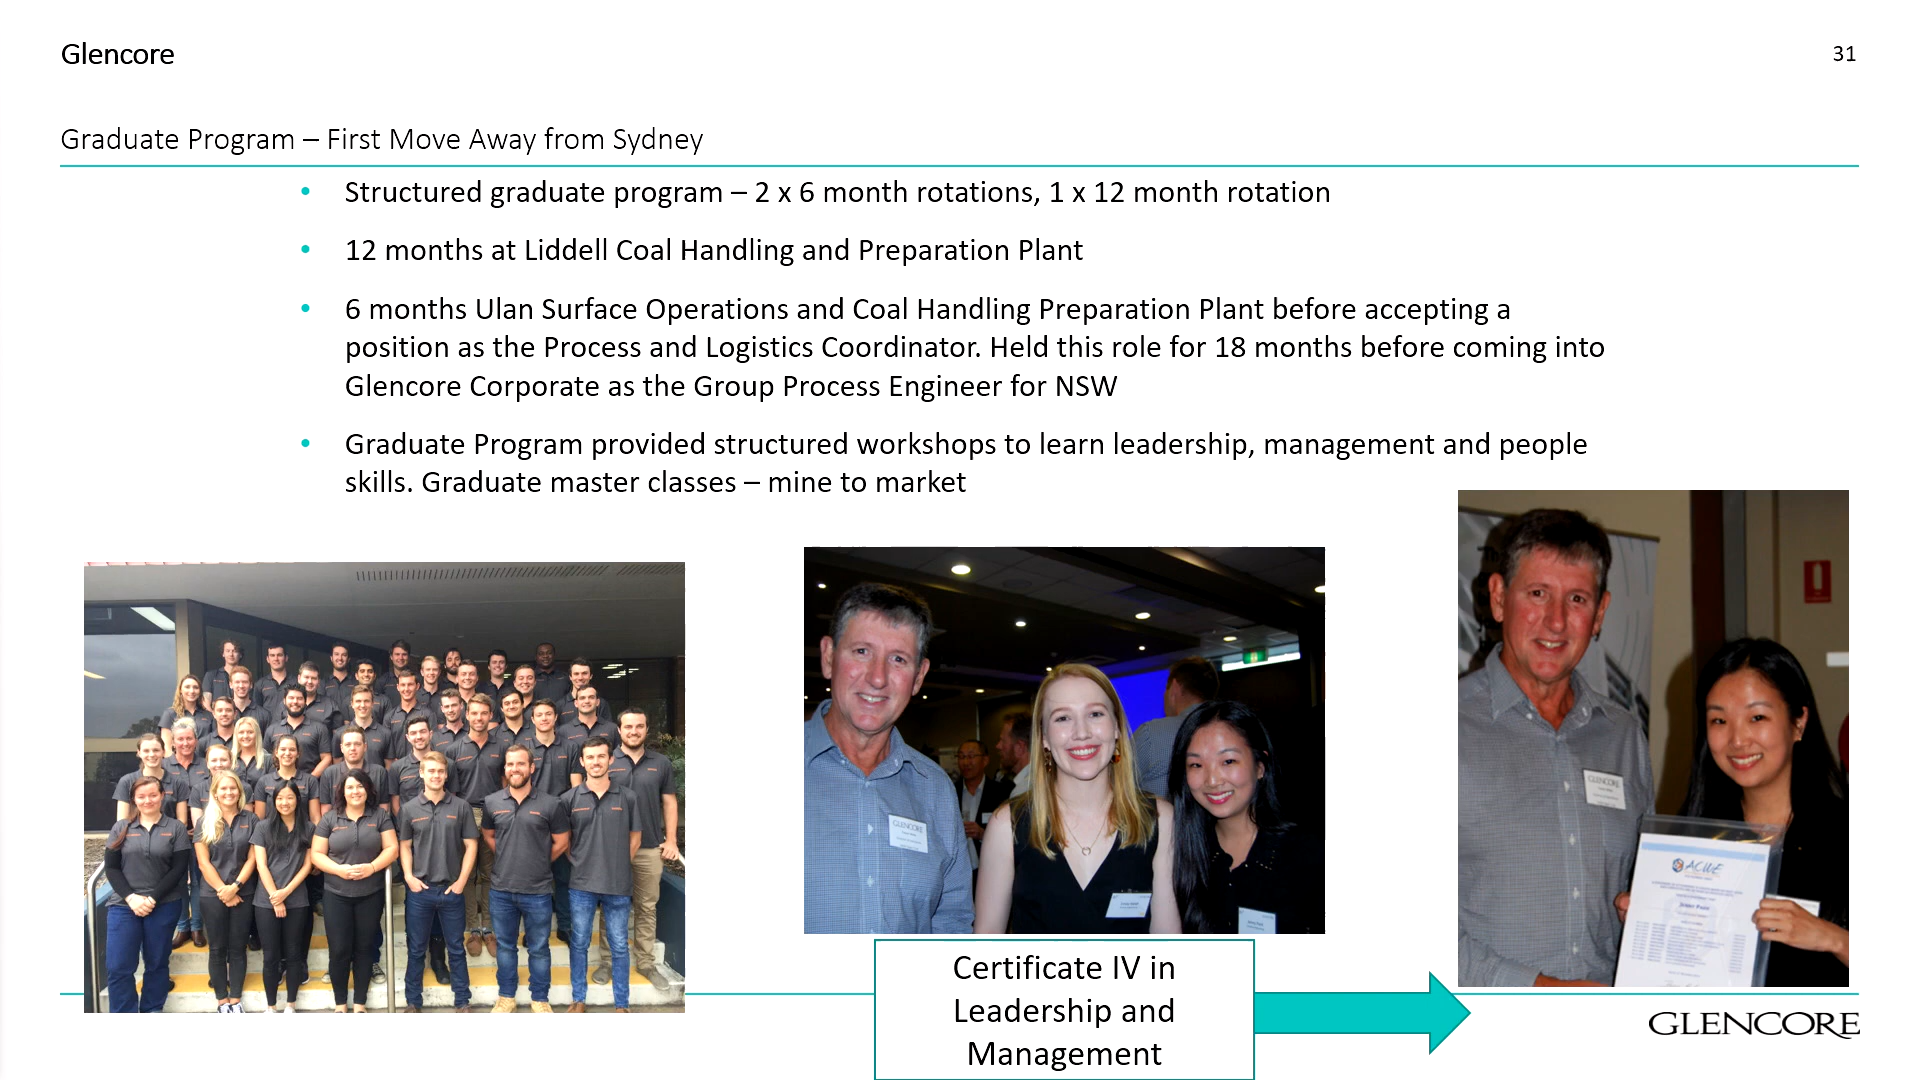 Glencore
31
Graduate Program – First Move Away from Sydney
• Structured graduate program – 2 x 6 month rotations, 1 x 12 month rotation
• 12 months at Liddell Coal Handling and Preparation Plant
• 6 months Ulan Surface Operations and Coal Handling Preparation Plant before accepting a
position as the Process and Logistics Coordinator. Held this role for 18 months before coming into
Glencore Corporate as the Group Process Engineer for NSW
• Graduate Program provided structured workshops to learn leadership, management and people
skills. Graduate master classes – mine to market
GLENCORE
GLENCORE
ACWE
Certificate IV in
Leadership and
Management
GLENCORE